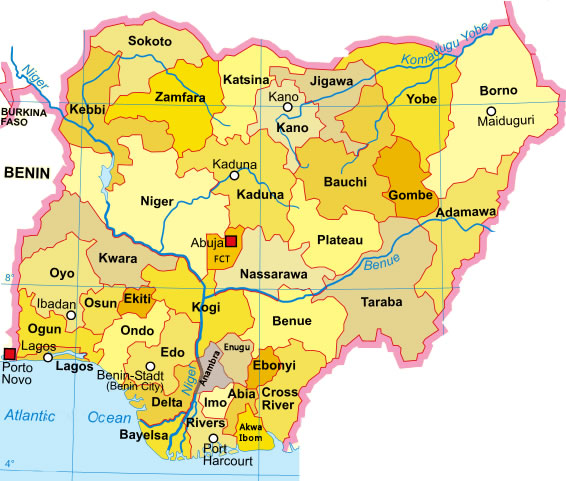 Sokoto
Niger
Katsina
Jigawa
Komadugu Yobe
Kebbi
Zamfara
Kano
Yobe
Borno
BURKINA
FASO
Kano
Maiduguri
BENIN
Kaduna
Bauchi
Gombe
Niger
Kaduna
Adamawa
Abuja
Plateau
Kwara
FCT
Benue
Oyo
Nassarawa
8°
Taraba
Ibadan
Osun
Ekiti
Kogi
Benue
Ogun
Ondo
Lagos
Edo
Enugu
Porto
Novo
Lagos
Benin-Stadt
(Benin City)
Niger
Anambra
Ebonyi
Delta
Imo
Abia
Cross
River
Atlantic Ocean
Bayelsa
Rivers
Akwa
Ibom
Port
Harcourt
4°